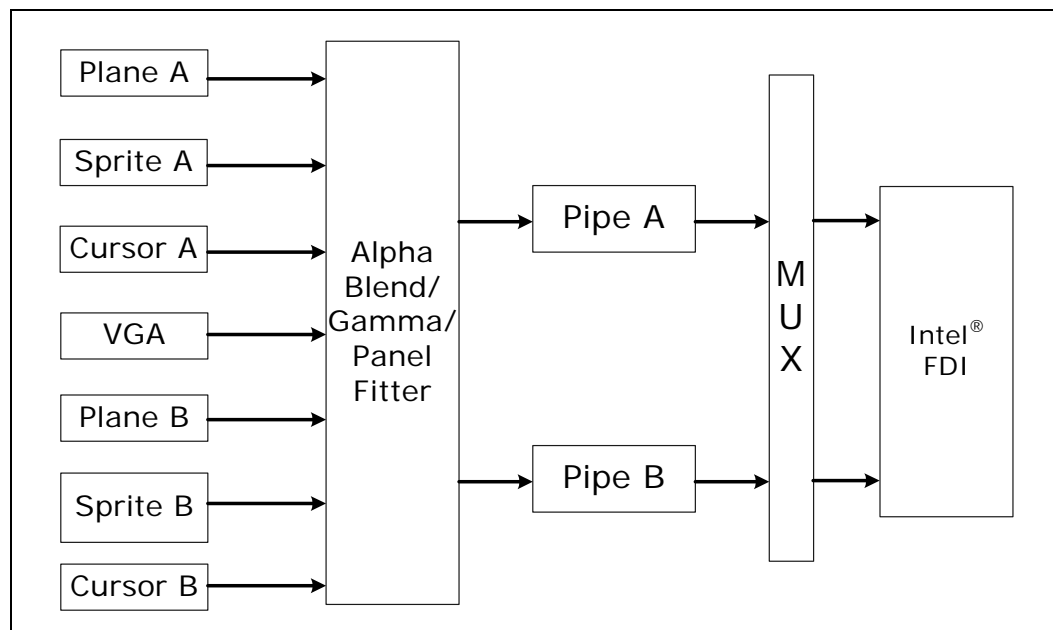 Plane A
Sprite A
Cursor A
VGA
Plane B
Sprite B
Cursor B
Alpha
Blend/
Gamma/
Panel
Fitter
Pipe A
Pipe B
M
U
X
Intel®
FDI